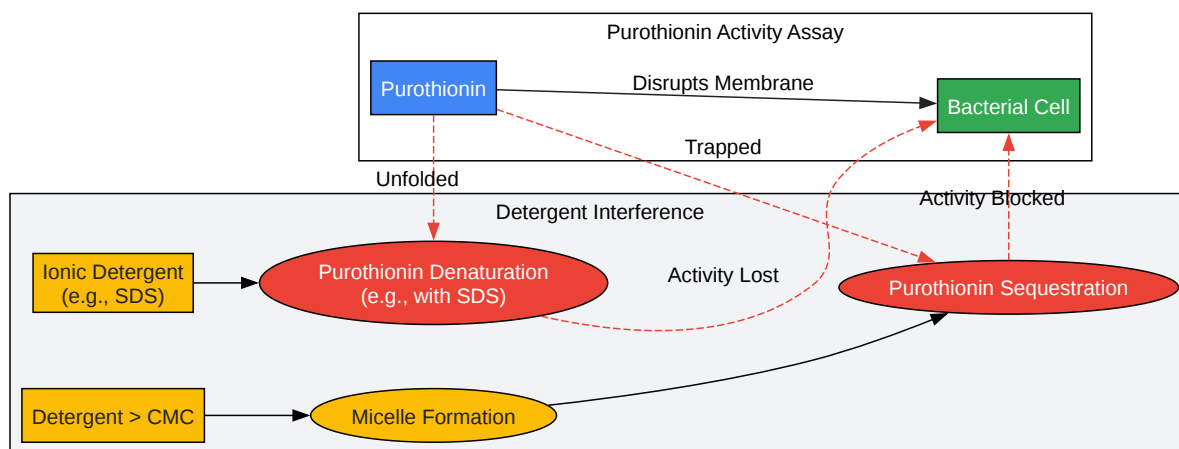 Purothionin Activity Assay
Purothionin
Disrupts Membrane
Bacterial Cell
Trapped
Unfolded
Activity Blocked
Detergent Interference
Ionic Detergent
(e.g., SDS)
Purothionin Denaturation
(e.g., with SDS)
Activity Lost
Purothionin Sequestration
Detergent > CMC
Micelle Formation